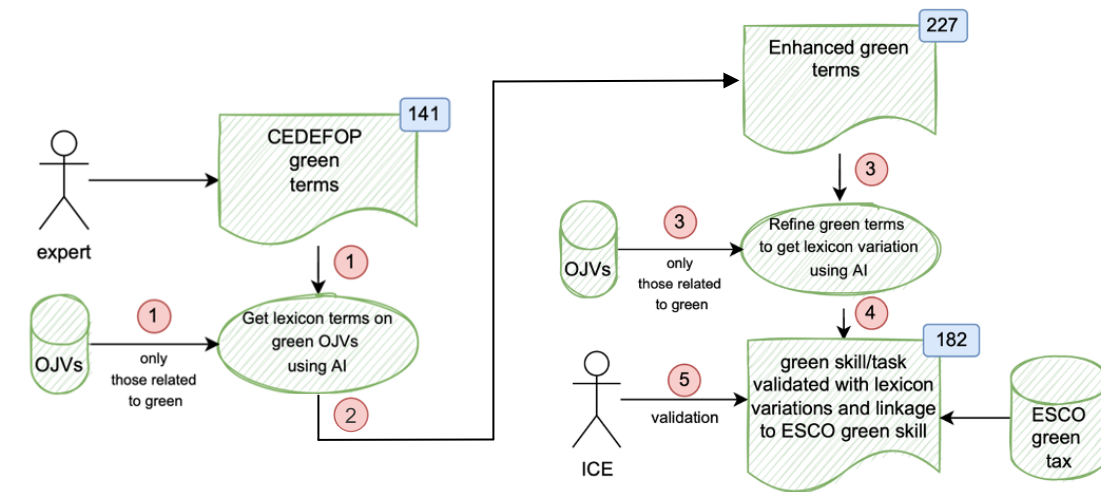 141
CEDEFOP
green
terms
expert
1
OJVs
1
only
those related
to green
Get lexicon terms on
green OJVs
using AI
2
227
Enhanced green
terms
3
OJVs
3
only
those related
to green
Refine green terms
to get lexicon variation
using AI
4
182
green skill/task
validated with lexicon
variations and linkage
to ESCO green skill
ICE
5
validation
ESCO
green
tax